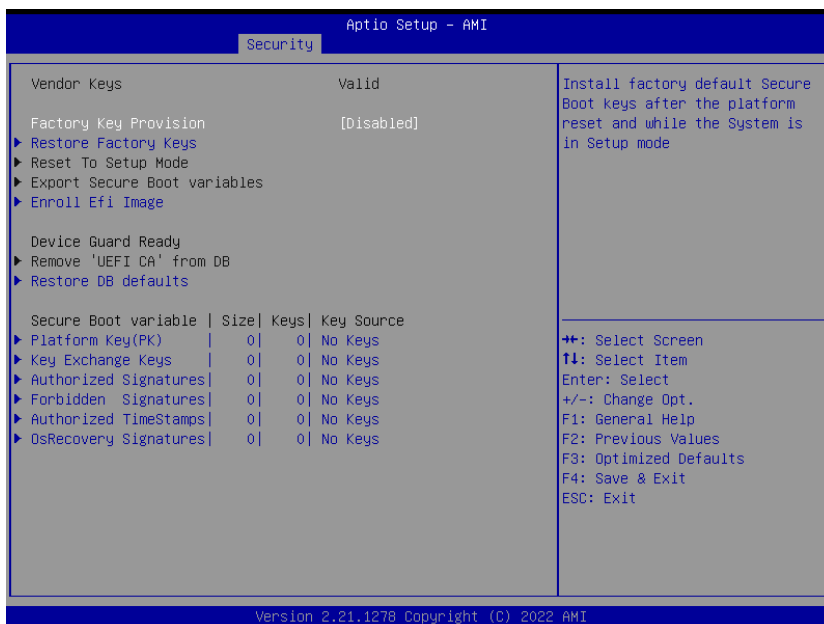 Aptio Setup – AMI
Security
Vendor Keys Valid
Factory Key Provision [Disabled]
▶ Restore Factory Keys
▶ Reset To Setup Mode
▶ Export Secure Boot variables
▶ Enroll Efi Image
Device Guard Ready
▶ Remove 'UEFI CA' from DB
▶ Restore DB defaults
Secure Boot variable | Size| Keys| Key Source
▶ Platform Key(PK) | 0| 0| No Keys
▶ Key Exchange Keys | 0| 0| No Keys
▶ Authorized Signatures| 0| 0| No Keys
▶ Forbidden Signatures| 0| 0| No Keys
▶ Authorized TimeStamps| 0| 0| No Keys
▶ OsRecovery Signatures| 0| 0| No Keys
Install factory default Secure
Boot keys after the platform
reset and while the System is
in Setup mode
→←: Select Screen
↑↓: Select Item
Enter: Select
+/-: Change Opt.
F1: General Help
F2: Previous Values
F3: Optimized Defaults
F4: Save & Exit
ESC: Exit
Version 2.21.1278 Copyright (C) 2022 AMI